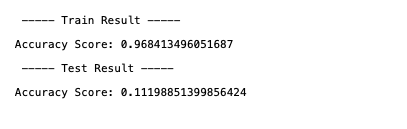 ----- Train Result -----
Accuracy Score: 0.968413496051687
----- Test Result -----
Accuracy Score: 0.11198851399856424